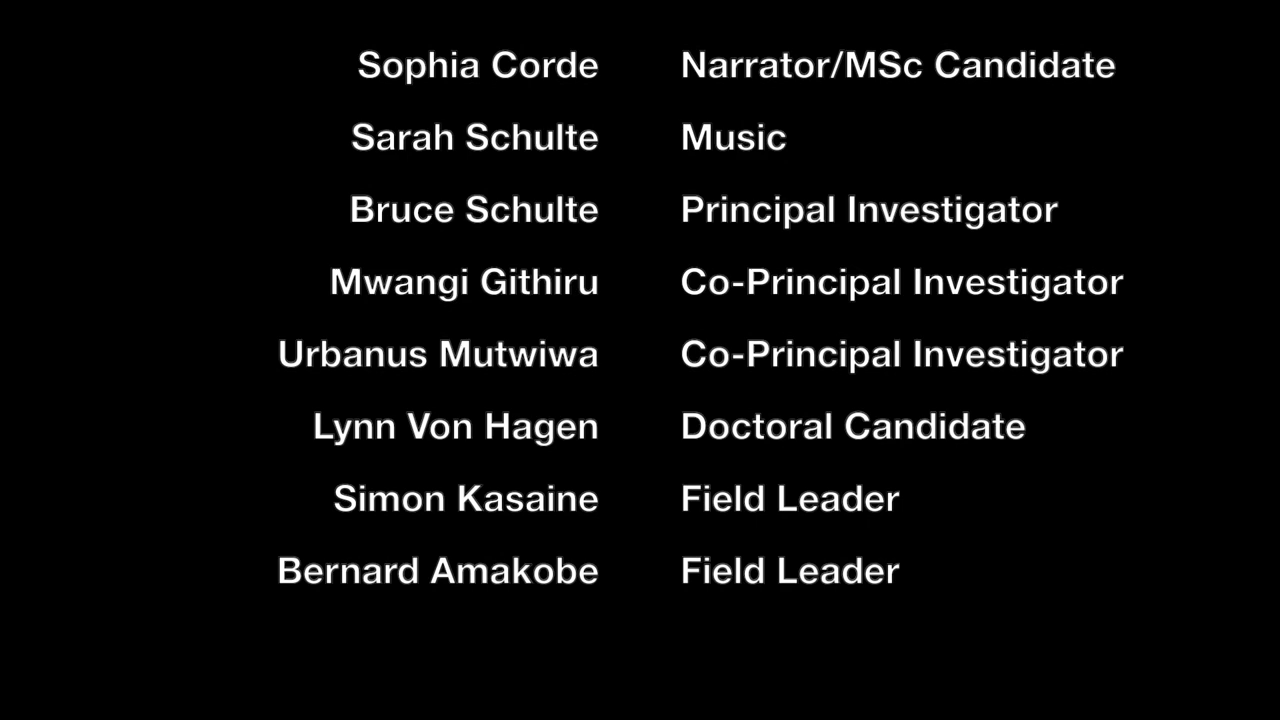 Sophia Corde Narrator/MSc Candidate
Sarah Schulte Music
Bruce Schulte Principal Investigator
Mwangi Githiru Co-Principal Investigator
Urbanus Mutwiwa Co-Principal Investigator
Lynn Von Hagen Doctoral Candidate
Simon Kasaine Field Leader
Bernard Amakobe Field Leader